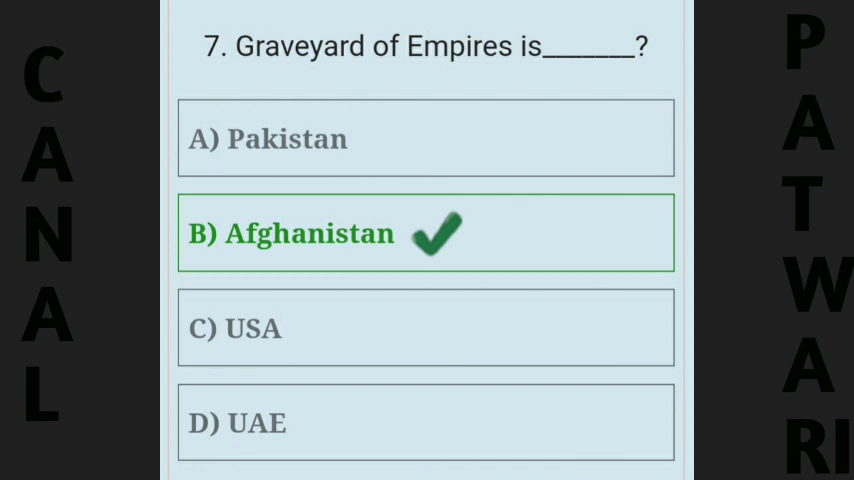 CANAL
7. Graveyard of Empires is_______?
A) Pakistan
B) Afghanistan
C) USA
D) UAE
PATWARI